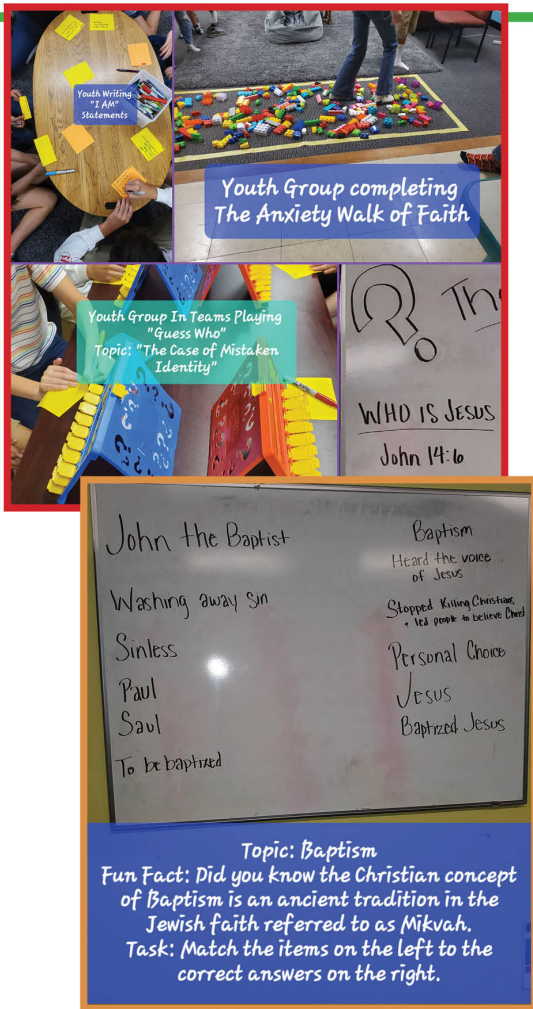 Youth Writing
"I AM"
Statements
Youth Group completing
The Anxiety Walk of Faith
Youth Group In Teams Playing
"Guess Who"
Topic: "The Case of Mistaken
Identity"
?
The
WHO IS JESUS
John 14:6
John the Baptist
Washing away Sin
Sinless
Paul
Saul
To be baptized
Baptism
Heard the voice
of Jesus
Stopped Killing Christians,
+ led people to believe Christ
Personal Choice
Jesus
Baptized Jesus
Topic: Baptism
Fun Fact: Did you know the Christian concept
of Baptism is an ancient tradition in the
Jewish faith referred to as Mikvah.
Task: Match the items on the left to the
correct answers on the right.